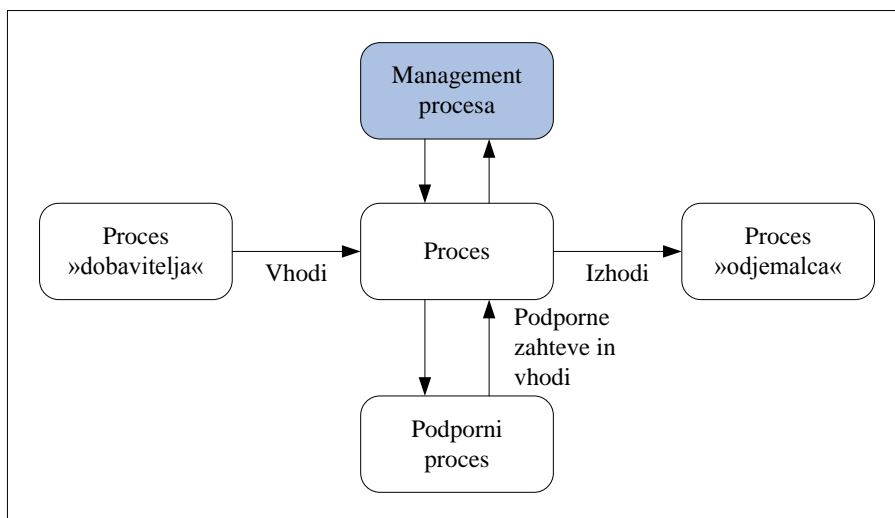 Management
procesa
Proces
»dobavitelja«
Vhodi
Proces
Izhodi
Proces
»odjemalca«
Podporne
zahteve in
vhodi
Podporni
proces